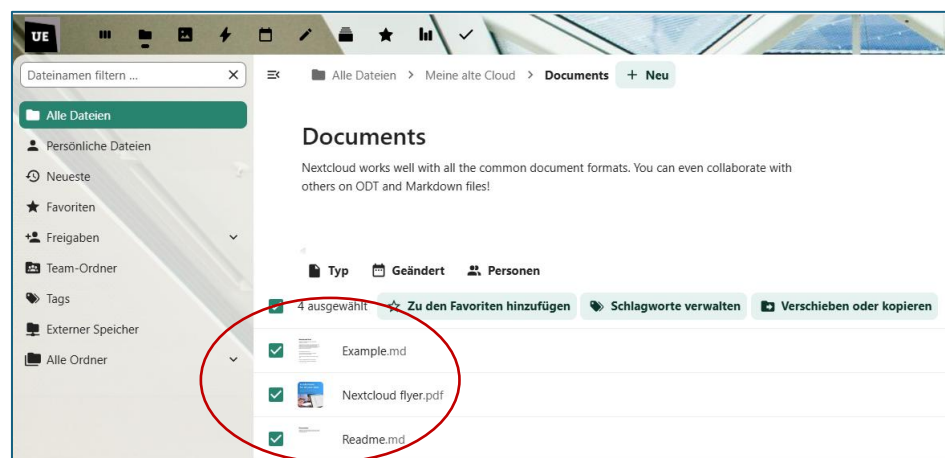 UE
Dateinamen filtern ...
Alle Dateien > Meine alte Cloud > Documents + Neu
Alle Dateien
Persönliche Dateien
Neueste
Favoriten
Freigaben
Team-Ordner
Tags
Externer Speicher
Alle Ordner
Documents
Nextcloud works well with all the common document formats. You can even collaborate with
others on ODT and Markdown files!
Typ Geändert Personen
4 ausgewählt Zu den Favoriten hinzufügen Schlagworte verwalten Verschieben oder kopieren
Example.md
Nextcloud flyer.pdf
Readme.md